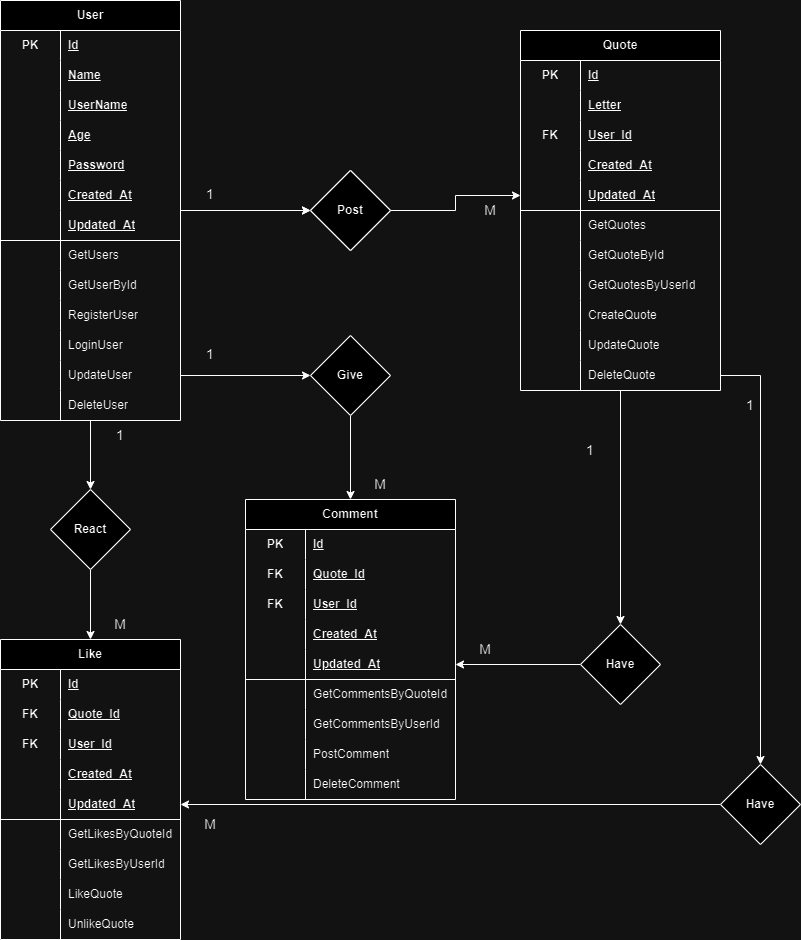 User
PK Id
Name
UserName
Age
Password
Created_At
Updated_At
GetUsers
GetUserById
RegisterUser
LoginUser
UpdateUser
DeleteUser
1
Post
M
Quote
PK Id
Letter
FK User_Id
Created_At
Updated_At
GetQuotes
GetQuoteById
GetQuotesByUserId
CreateQuote
UpdateQuote
DeleteQuote
1
Give
M
1
React
M
1
1
Comment
PK Id
FK Quote_Id
FK User_Id
Created_At
Updated_At
GetCommentsByQuoteId
GetCommentsByUserId
PostComment
DeleteComment
M
Have
Like
PK Id
FK Quote_Id
FK User_Id
Created_At
Updated_At
GetLikesByQuoteId
GetLikesByUserId
LikeQuote
UnlikeQuote
M
Have